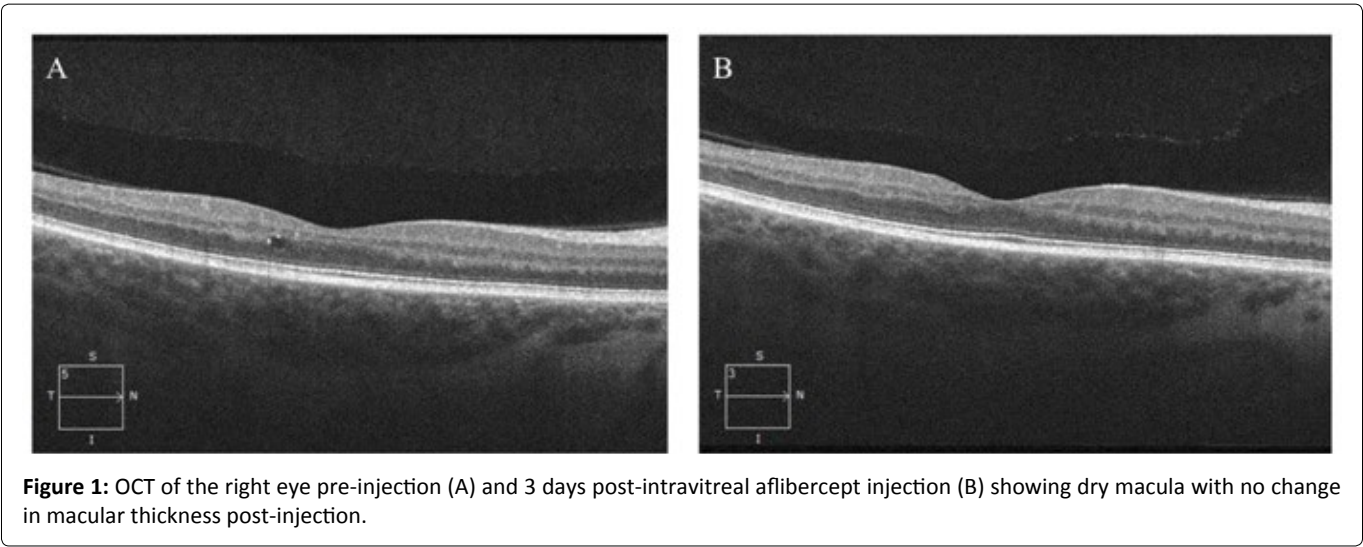 A
B
S
5
T
N
I
S
3
T
N
I
Figure 1: OCT of the right eye pre-injection (A) and 3 days post-intravitreal aflibercept injection (B) showing dry macula with no change
in macular thickness post-injection.